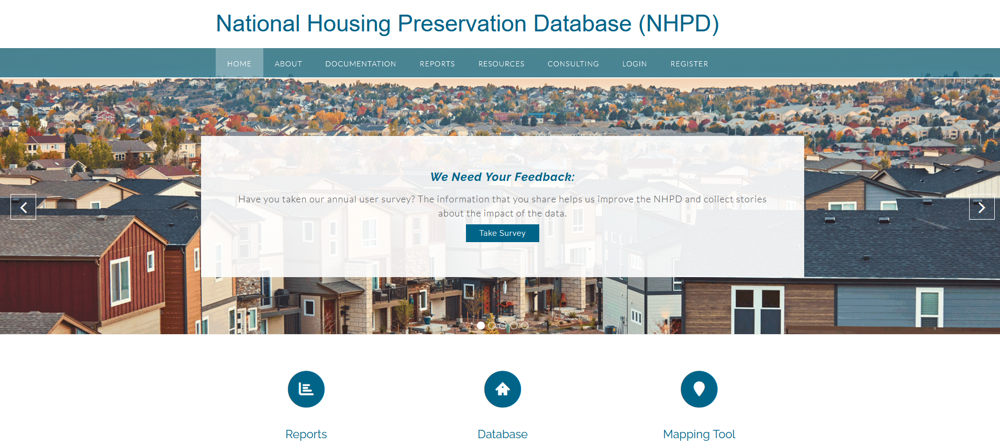 National Housing Preservation Database (NHPD)
HOME ABOUT DOCUMENTATION REPORTS RESOURCES CONSULTING LOGIN REGISTER
We Need Your Feedback:
Have you taken our annual user survey? The information that you share helps us improve the NHPD and collect stories
about the impact of the data.
Take Survey
Reports Database Mapping Tool